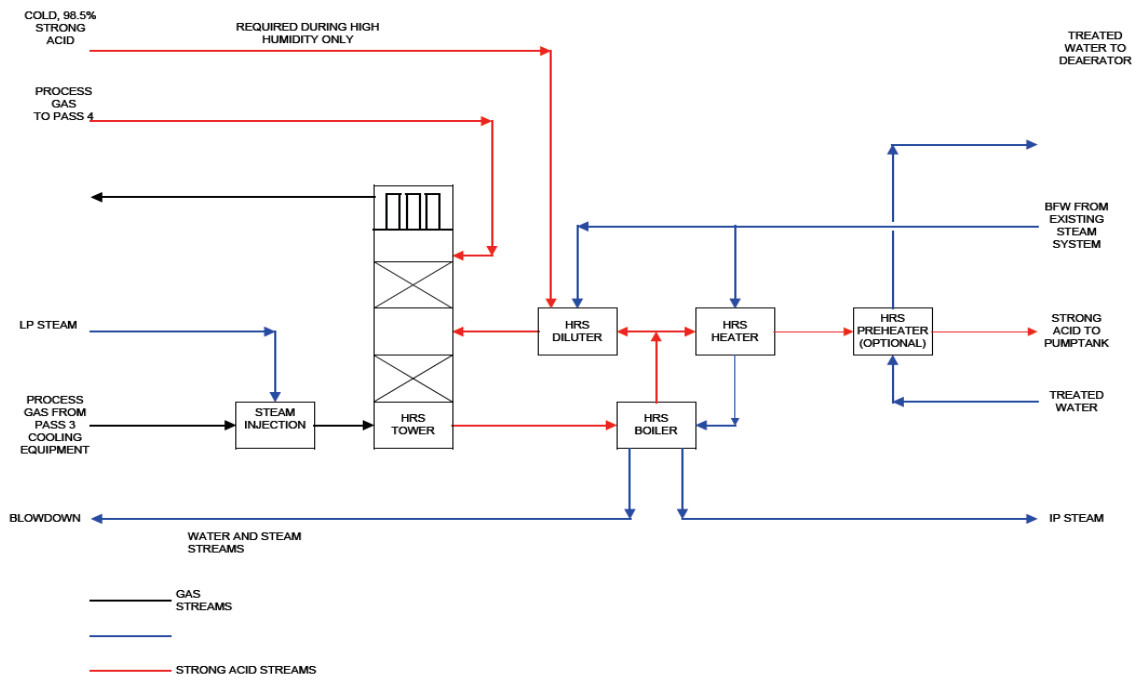 COLD, 98.5%
STRONG
ACID
REQUIRED DURING HIGH
HUMIDITY ONLY
TREATED
WATER TO
DEAERATOR
PROCESS
GAS
TO PASS 4
BFW FROM
EXISTING
STEAM
SYSTEM
LP STEAM
HRS
DILUTER
HRS
HEATER
HRS
PREHEATER
(OPTIONAL)
STRONG
ACID TO
PUMPTANK
PROCESS
GAS FROM
PASS 3
COOLING
EQUIPMENT
STEAM
INJECTION
HRS
TOWER
HRS
BOILER
TREATED
WATER
BLOWDOWN
WATER AND STEAM
STREAMS
IP STEAM
GAS
STREAMS
STRONG ACID STREAMS